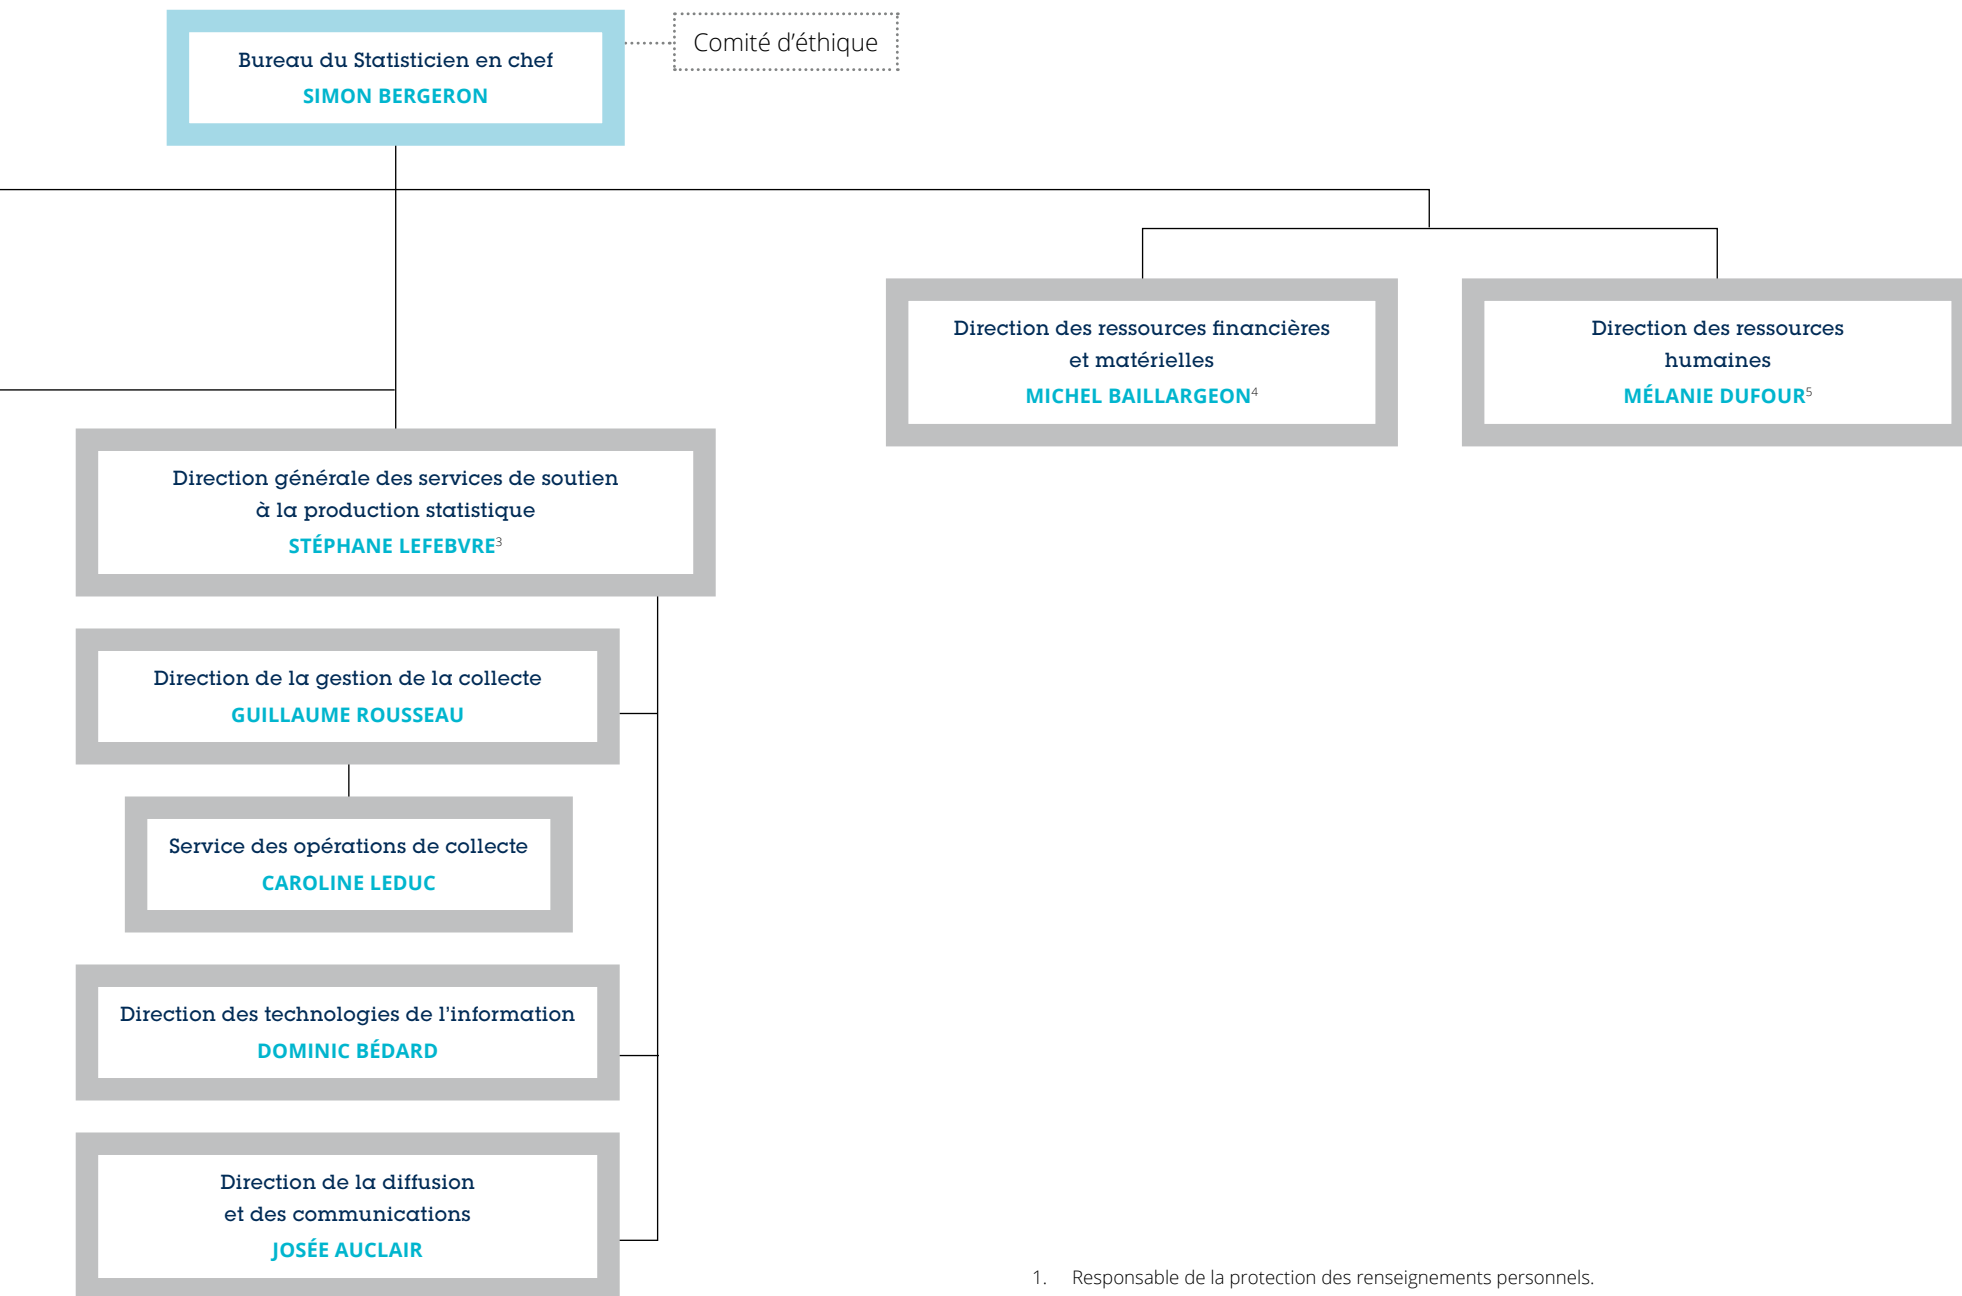 Bureau du Statisticien en chef
SIMON BERGERON
Comité d'éthique
Direction des ressources financières
et matérielles
MICHEL BAILLARGEON4
Direction des ressources
humaines
MÉLANIE DUFOUR5
Direction générale des services de soutien
à la production statistique
STÉPHANE LEFEBVRE3
Direction de la gestion de la collecte
GUILLAUME ROUSSEAU
Service des opérations de collecte
CAROLINE LEDUC
Direction des technologies de l'information
DOMINIC BÉDARD
Direction de la diffusion
et des communications
JOSÉE AUCLAIR
1. Responsable de la protection des renseignements personnels.